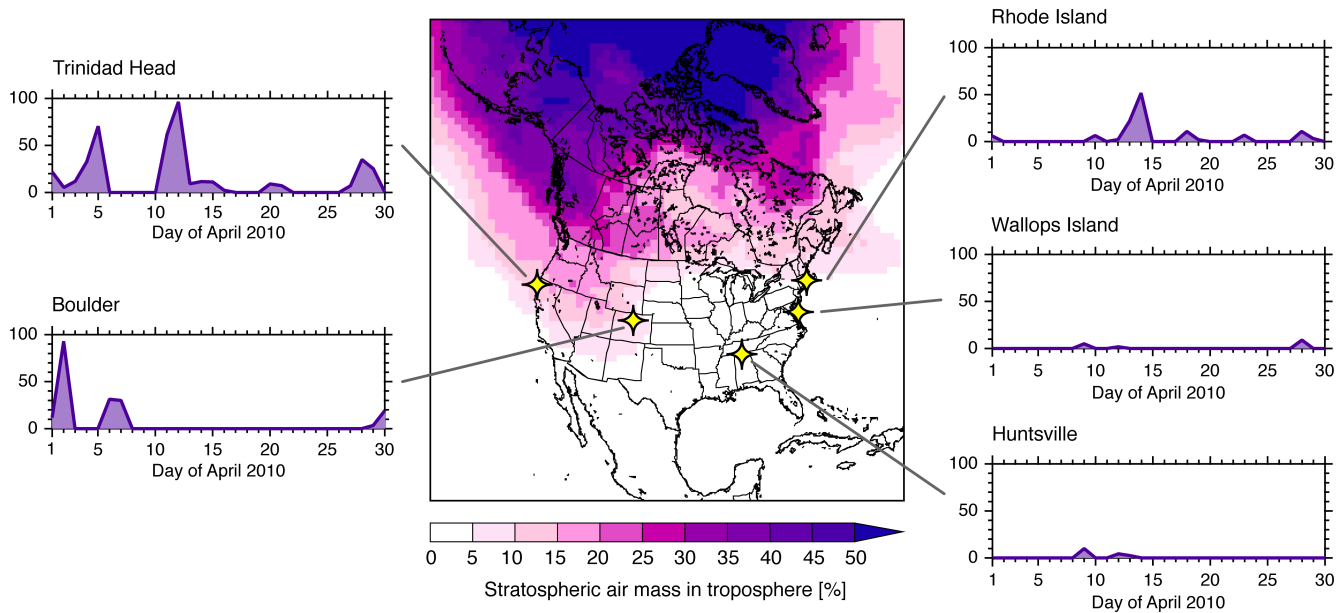 Trinidad Head
100
50
0
1 5 10 15 20 25 30
Day of April 2010
Boulder
100
50
0
1 5 10 15 20 25 30
Day of April 2010
0 5 10 15 20 25 30 35 40 45 50
Stratospheric air mass in troposphere [%]
Rhode Island
100
50
0
1 5 10 15 20 25 30
Day of April 2010
Wallops Island
100
50
0
1 5 10 15 20 25 30
Day of April 2010
Huntsville
100
50
0
1 5 10 15 20 25 30
Day of April 2010